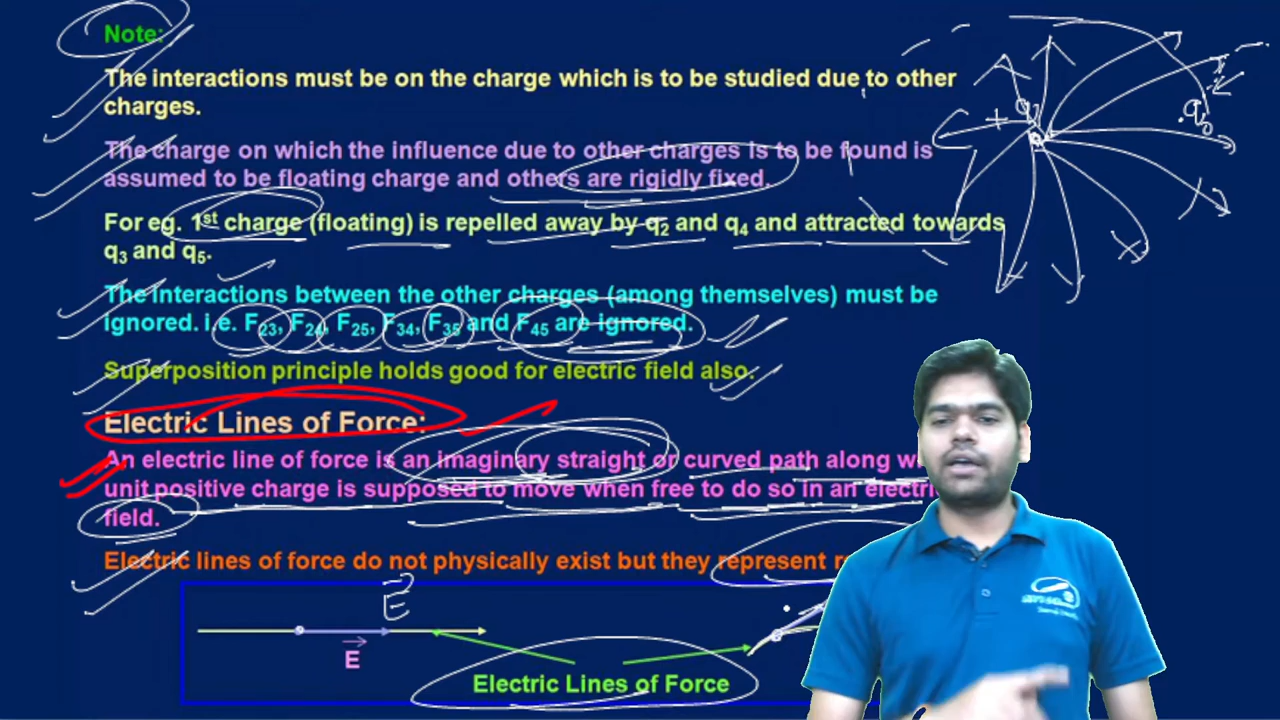 Note:
The interactions must be on the charge which is to be studied due to other
charges.
The charge on which the influence due to other charges is to be found is
assumed to be floating charge and others are rigidly fixed.
For eg. 1st charge (floating) is repelled away by q2 and q4 and attracted towards
q3 and q5.
The interactions between the other charges (among themselves) must be
ignored. i.e. F23, F24, F25, F34, F35 and F45 are ignored.
Superposition principle holds good for electric field also.
Electric Lines of Force:
An electric line of force is an imaginary straight or curved path along
unit positive charge is supposed to move when free to do so in an
field.
Electric lines of force do not physically exist but they represent
E
E
Electric Lines of Force
+
q0